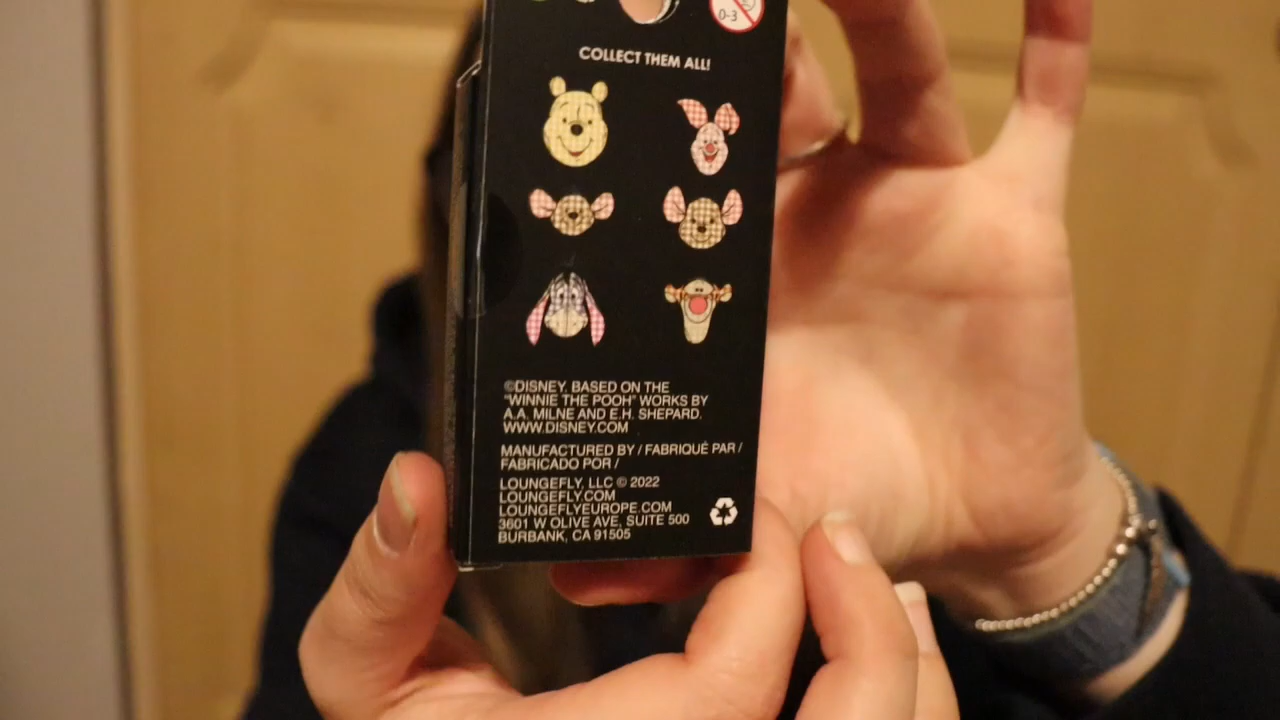 0-3
COLLECT THEM ALL!
©DISNEY. BASED ON THE
"WINNIE THE POOH" WORKS BY
A.A. MILNE AND E.H. SHEPARD.
WWW.DISNEY.COM
MANUFACTURED BY / FABRIQUÉ PAR /
FABRICADO POR /
LOUNGEFLY, LLC © 2022
LOUNGEFLY.COM
LOUNGEFLYEUROPE.COM
3601 W OLIVE AVE, SUITE 500
BURBANK, CA 91505